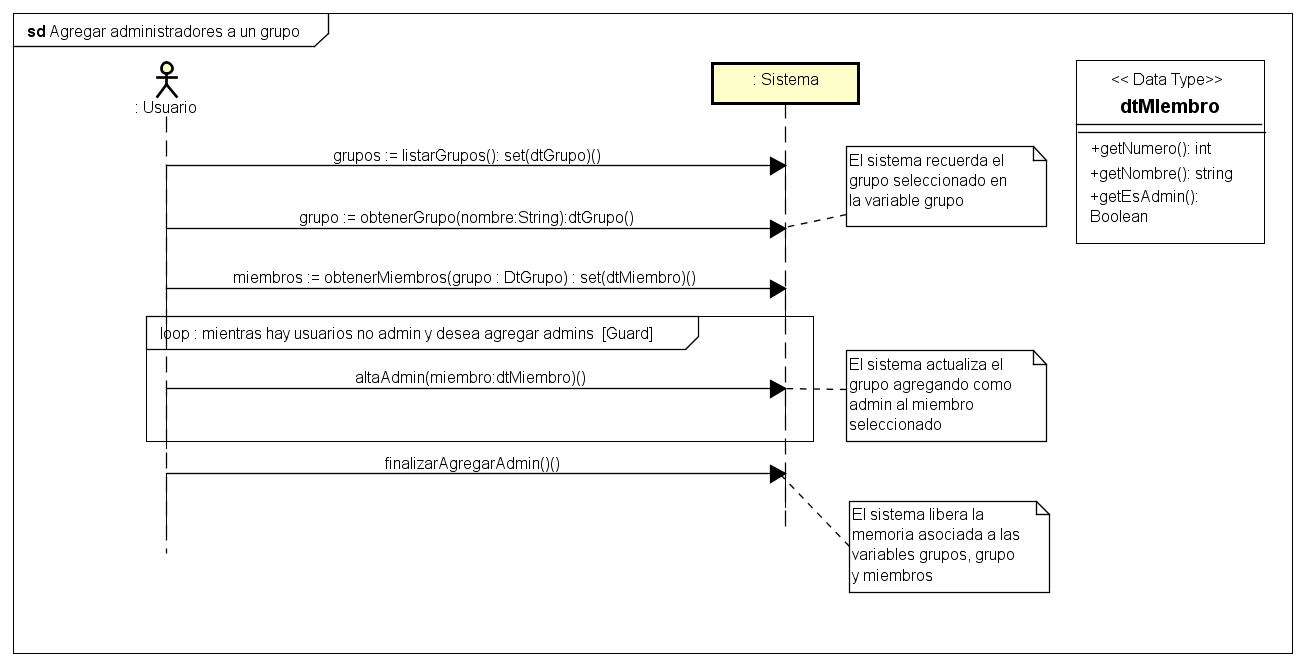 sd Agregar administradores a un grupo
: Usuario
: Sistema
<< Data Type>>
dtMIembro
+getNumero(): int
+getNombre(): string
+getEsAdmin():
Boolean
grupos := listarGrupos(): set(dtGrupo)()
El sistema recuerda el
grupo seleccionado en
la variable grupo
grupo := obtenerGrupo(nombre:String):dtGrupo()
miembros := obtenerMiembros(grupo : DtGrupo) : set(dtMiembro)()
loop : mientras hay usuarios no admin y desea agregar admins [Guard]
altaAdmin(miembro:dtMiembro)()
El sistema actualiza el
grupo agregando como
admin al miembro
seleccionado
finalizarAgregarAdmin()()
El sistema libera la
memoria asociada a las
variables grupos, grupo
y miembros